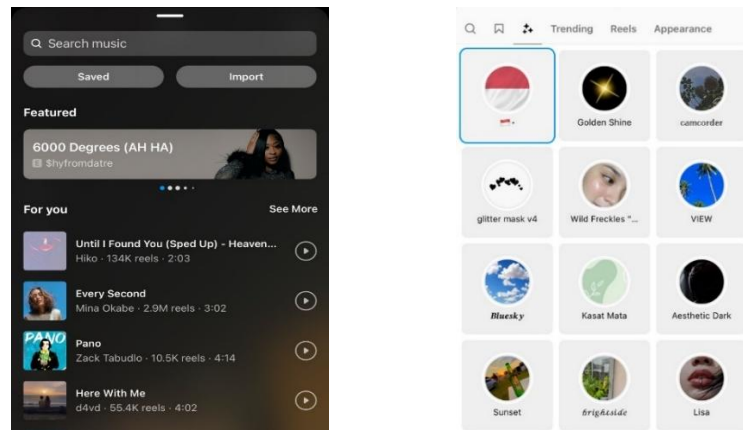 Search music
Saved Import
Featured
6000 Degrees (AH HA)
E $hyfromdatre
For you See More
Until I Found You (Sped Up) - Heaven...
Hiko · 134K reels · 2:03
Every Second
Mina Okabe · 2.9M reels · 3:02
PANO
Pano
Zack Tabudlo · 10.5K reels · 4:14
Here With Me
d4vd · 55.4K reels · 4:02
Trending Reels Appearance
Golden Shine camcorder
glitter mask v4 Wild Freckles "... VIEW
Bluesky Kasat Mata Aesthetic Dark
Sunset brightside Lisa